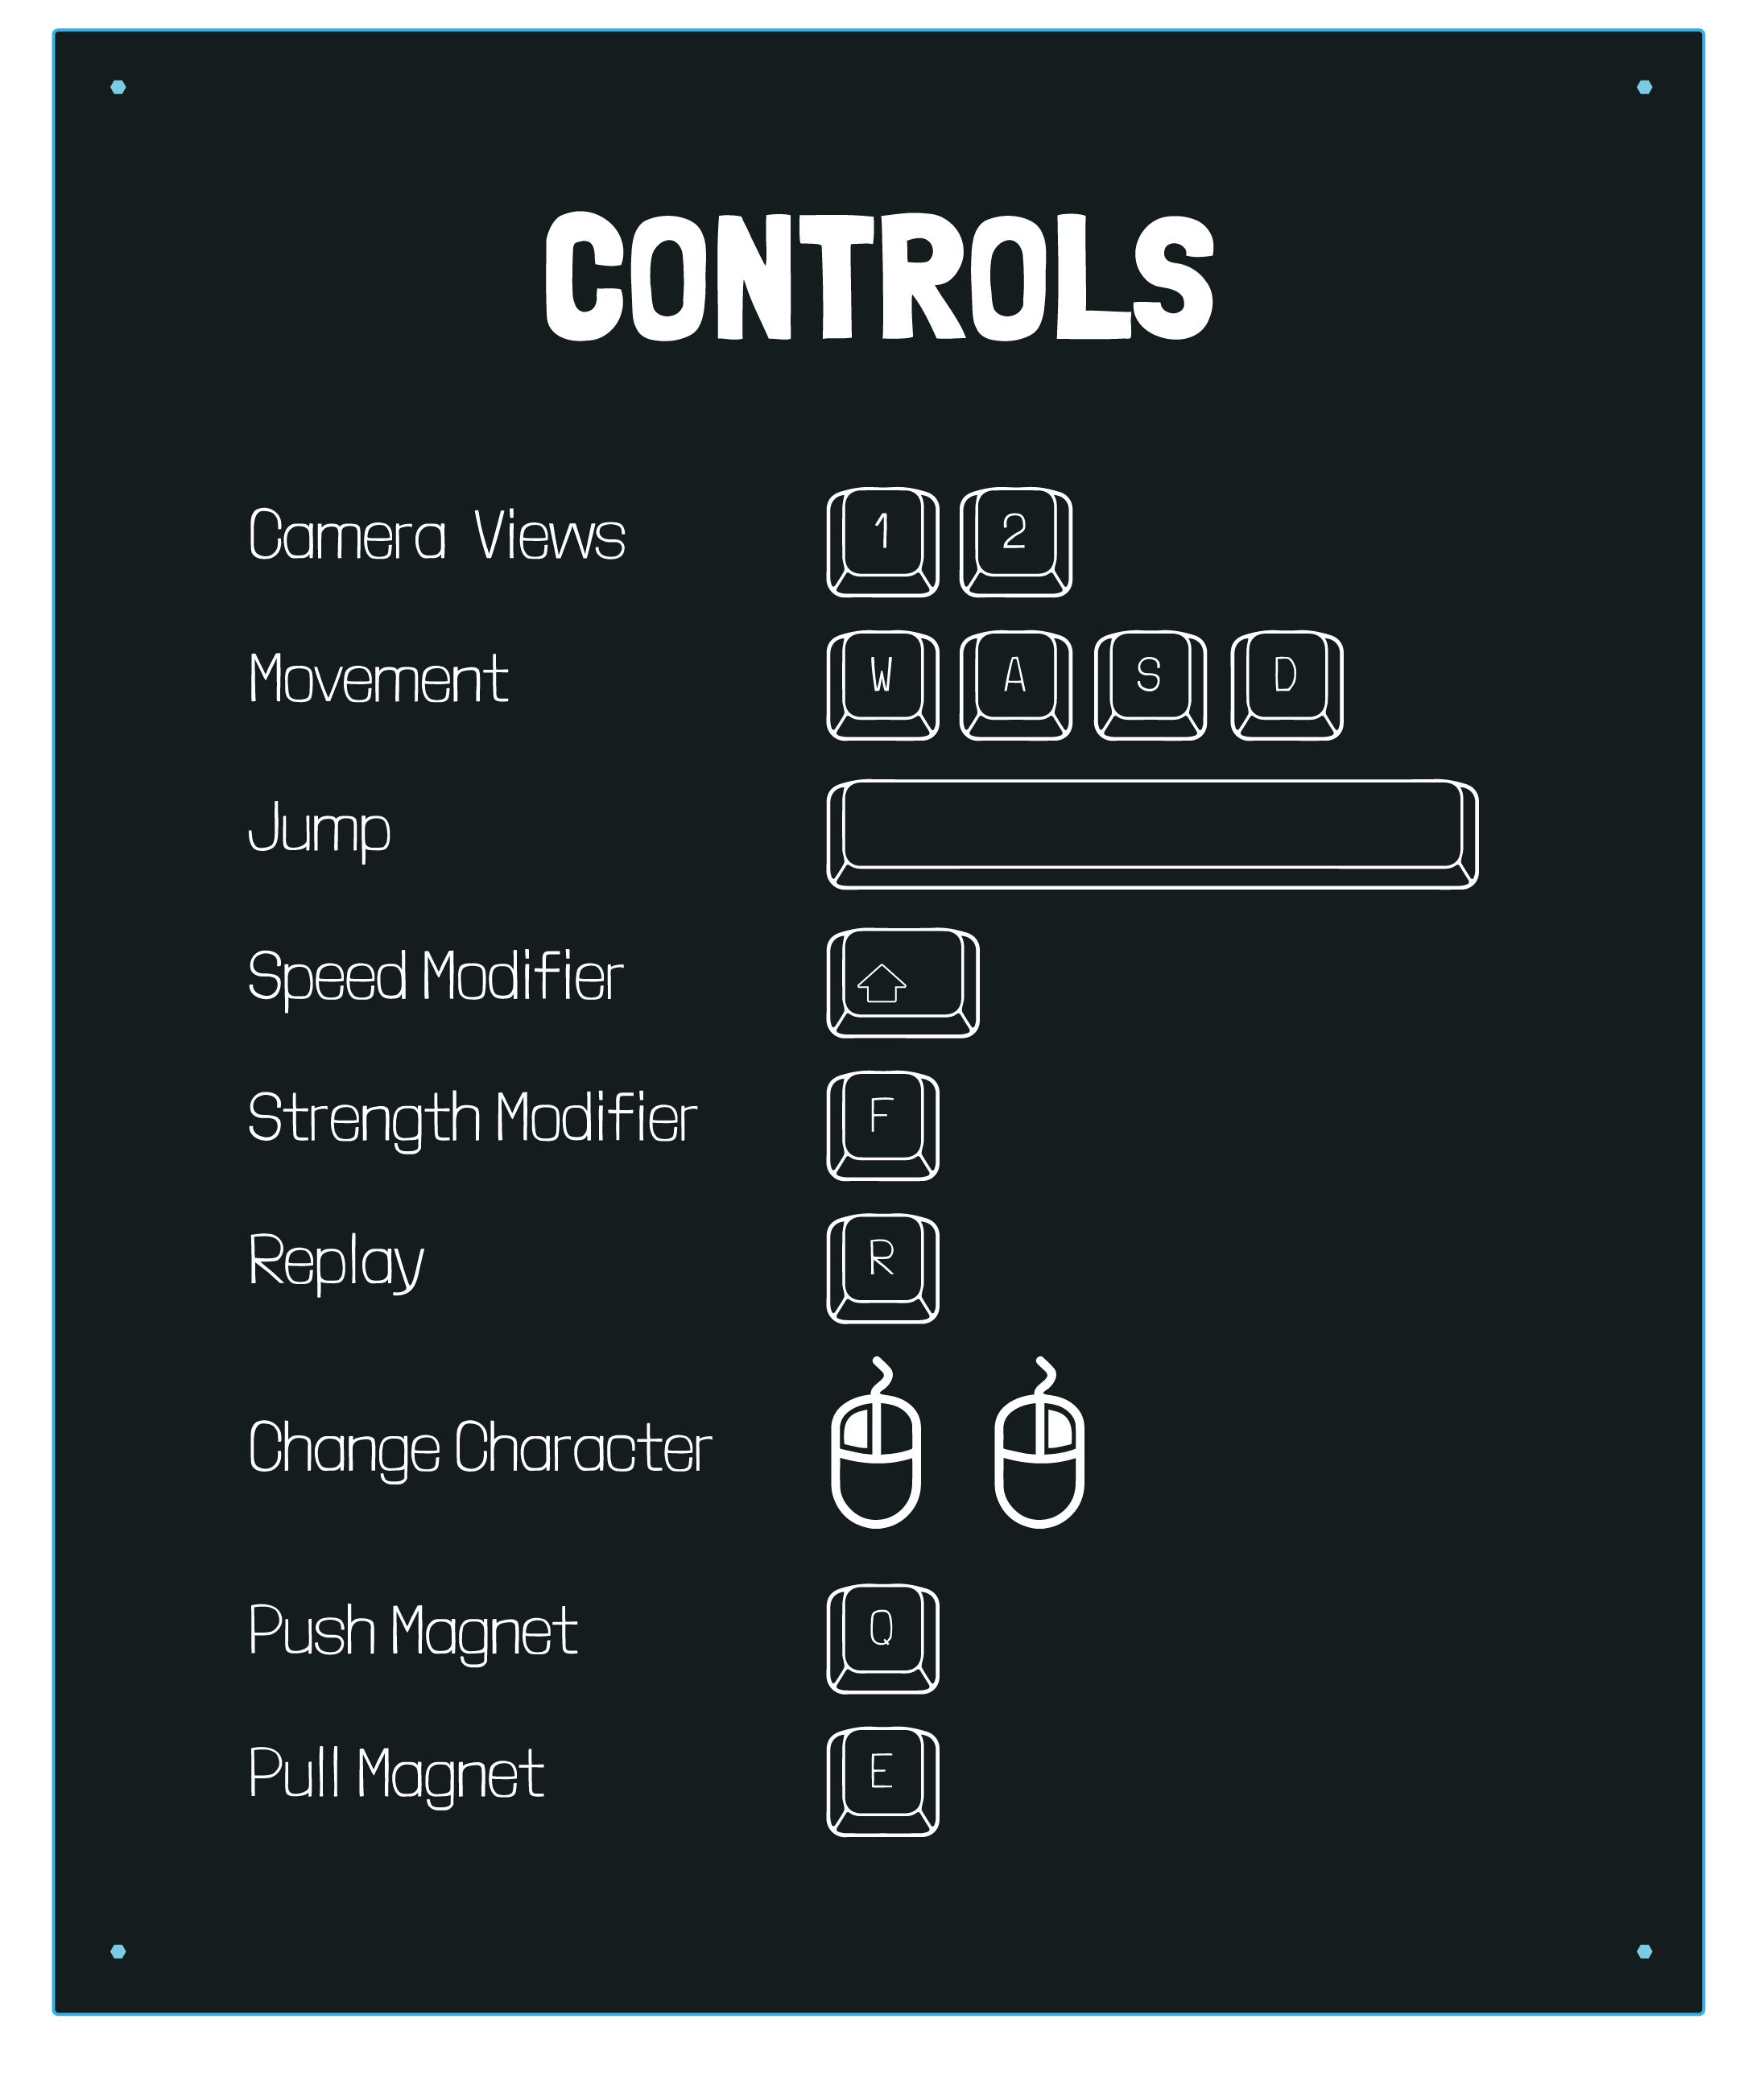 CONTROLS
Camera Views 1 2
Movement W A S D
Jump
Speed Modifier
Strength Modifier F
Replay R
Change Character
Push Magnet Q
Pull Magnet E